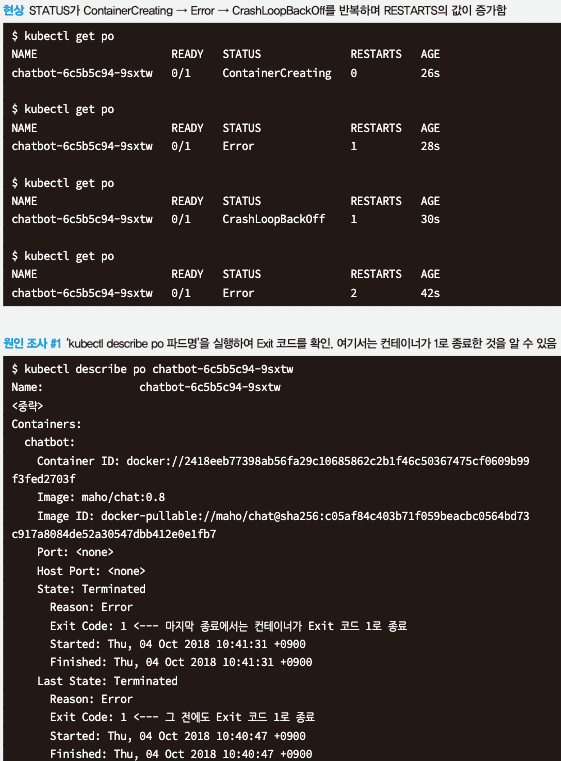 현상 STATUS가 ContainerCreating → Error → CrashLoopBackOff를 반복하며 RESTARTS의 값이 증가함
$ kubectl get po
NAME READY STATUS RESTARTS AGE
chatbot-6c5b5c94-9sxtw 0/1 ContainerCreating 0 26s
$ kubectl get po
NAME READY STATUS RESTARTS AGE
chatbot-6c5b5c94-9sxtw 0/1 Error 1 28s
$ kubectl get po
NAME READY STATUS RESTARTS AGE
chatbot-6c5b5c94-9sxtw 0/1 CrashLoopBackOff 1 30s
$ kubectl get po
NAME READY STATUS RESTARTS AGE
chatbot-6c5b5c94-9sxtw 0/1 Error 2 42s
원인 조사 #1 'kubectl describe po 파드명'을 실행하여 Exit 코드를 확인. 여기서는 컨테이너가 1로 종료한 것을 알 수 있음
$ kubectl describe po chatbot-6c5b5c94-9sxtw
Name: chatbot-6c5b5c94-9sxtw
<중략>
Containers:
chatbot:
Container ID: docker://2418eeb77398ab56fa29c10685862c2b1f46c50367475cf0609b99
f3fed2703f
Image: maho/chat:0.8
Image ID: docker-pullable://maho/chat@sha256:c05af84c403b71f059beacbc0564bd73
c917a8084de52a30547dbb412e0e1fb7
Port: <none>
Host Port: <none>
State: Terminated
Reason: Error
Exit Code: 1 <--- 마지막 종료에서는 컨테이너가 Exit 코드 1로 종료
Started: Thu, 04 Oct 2018 10:41:31 +0900
Finished: Thu, 04 Oct 2018 10:41:31 +0900
Last State: Terminated
Reason: Error
Exit Code: 1 <--- 그 전에도 Exit 코드 1로 종료
Started: Thu, 04 Oct 2018 10:40:47 +0900
Finished: Thu, 04 Oct 2018 10:40:47 +0900